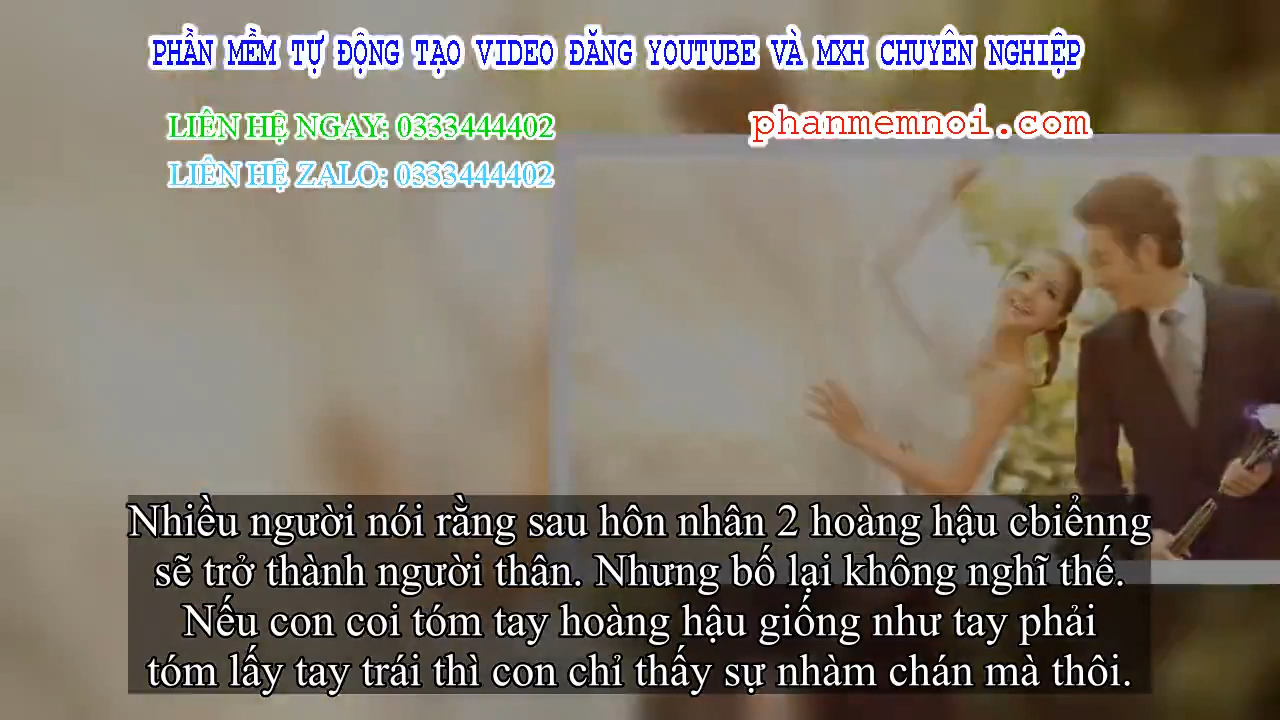 PHẦN MỀM TỰ ĐỘNG TẠO VIDEO ĐĂNG YOUTUBE VÀ MXH CHUYÊN NGHIỆP
LIÊN HỆ NGAY: 0333444402
phanmemnoi.com
LIÊN HỆ ZALO: 0333444402
Nhiều người nói rằng sau hôn nhân 2 hoàng hậu cbiểnng
sẽ trở thành người thân. Nhưng bố lại không nghĩ thế.
Nếu con coi tóm tay hoàng hậu giống như tay phải
tóm lấy tay trái thì con chỉ thấy sự nhàm chán mà thôi.